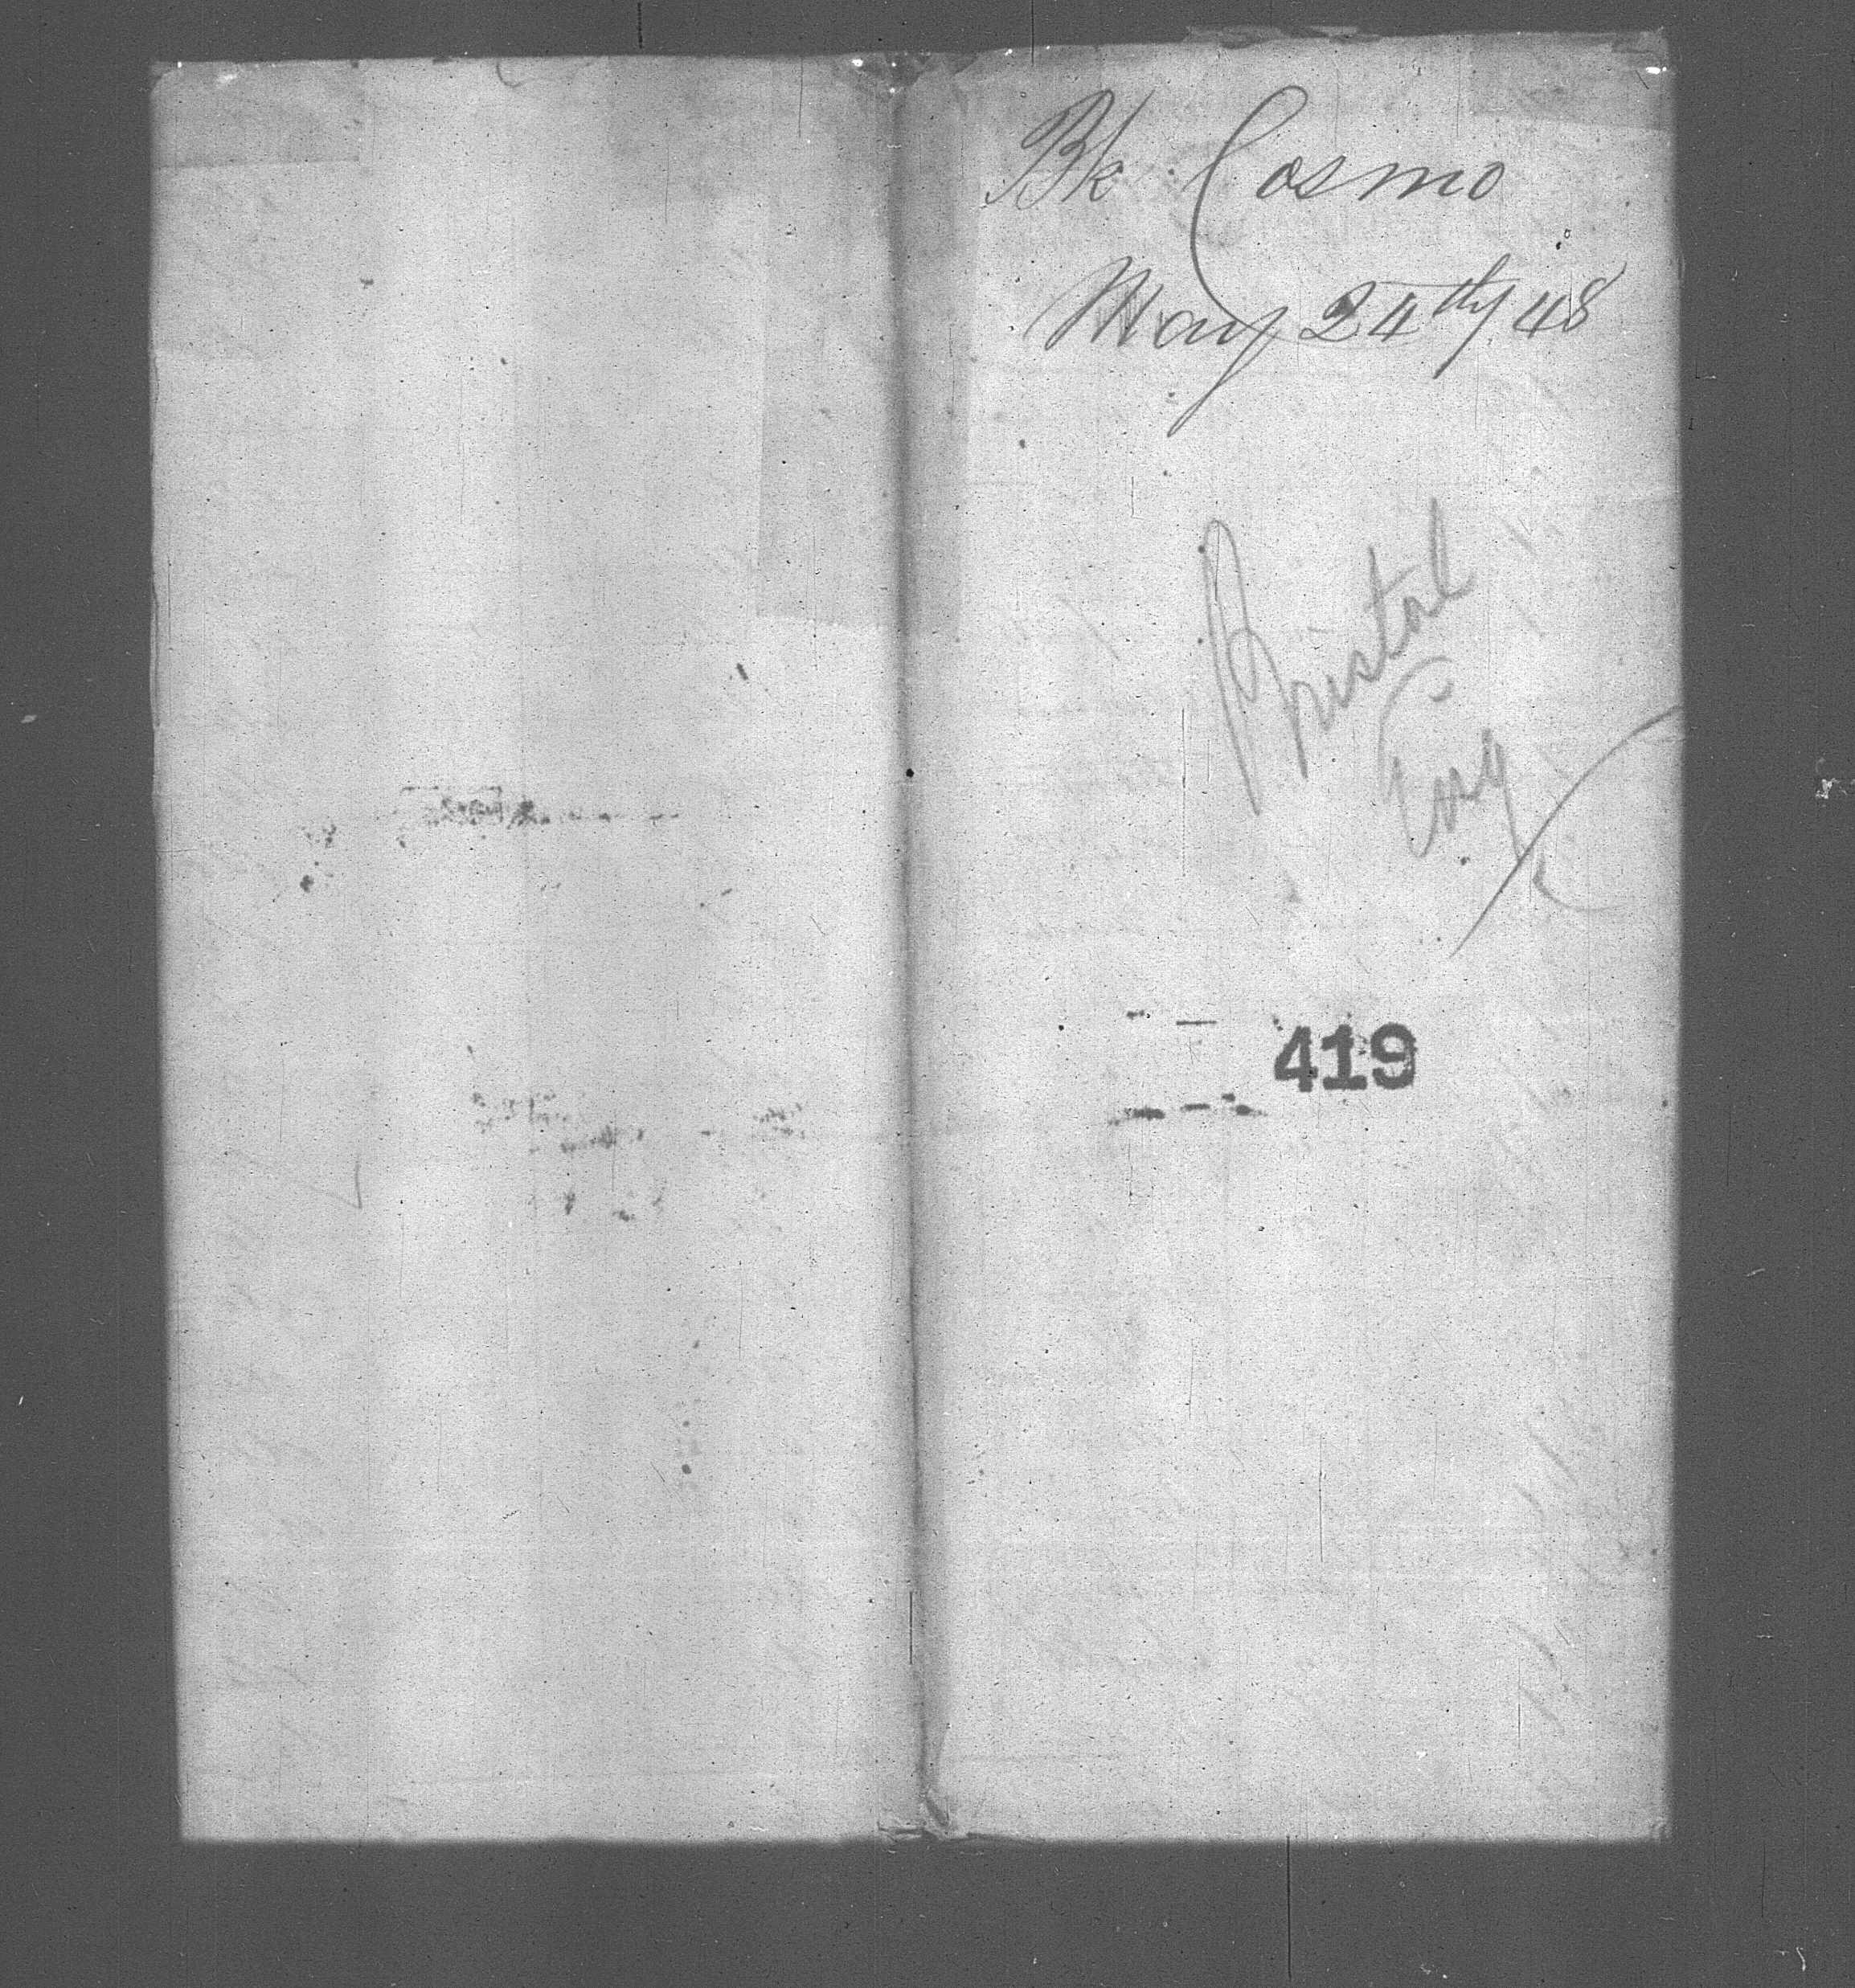 Bk Cosmo
May 24th/48
Bristol
Eng
419